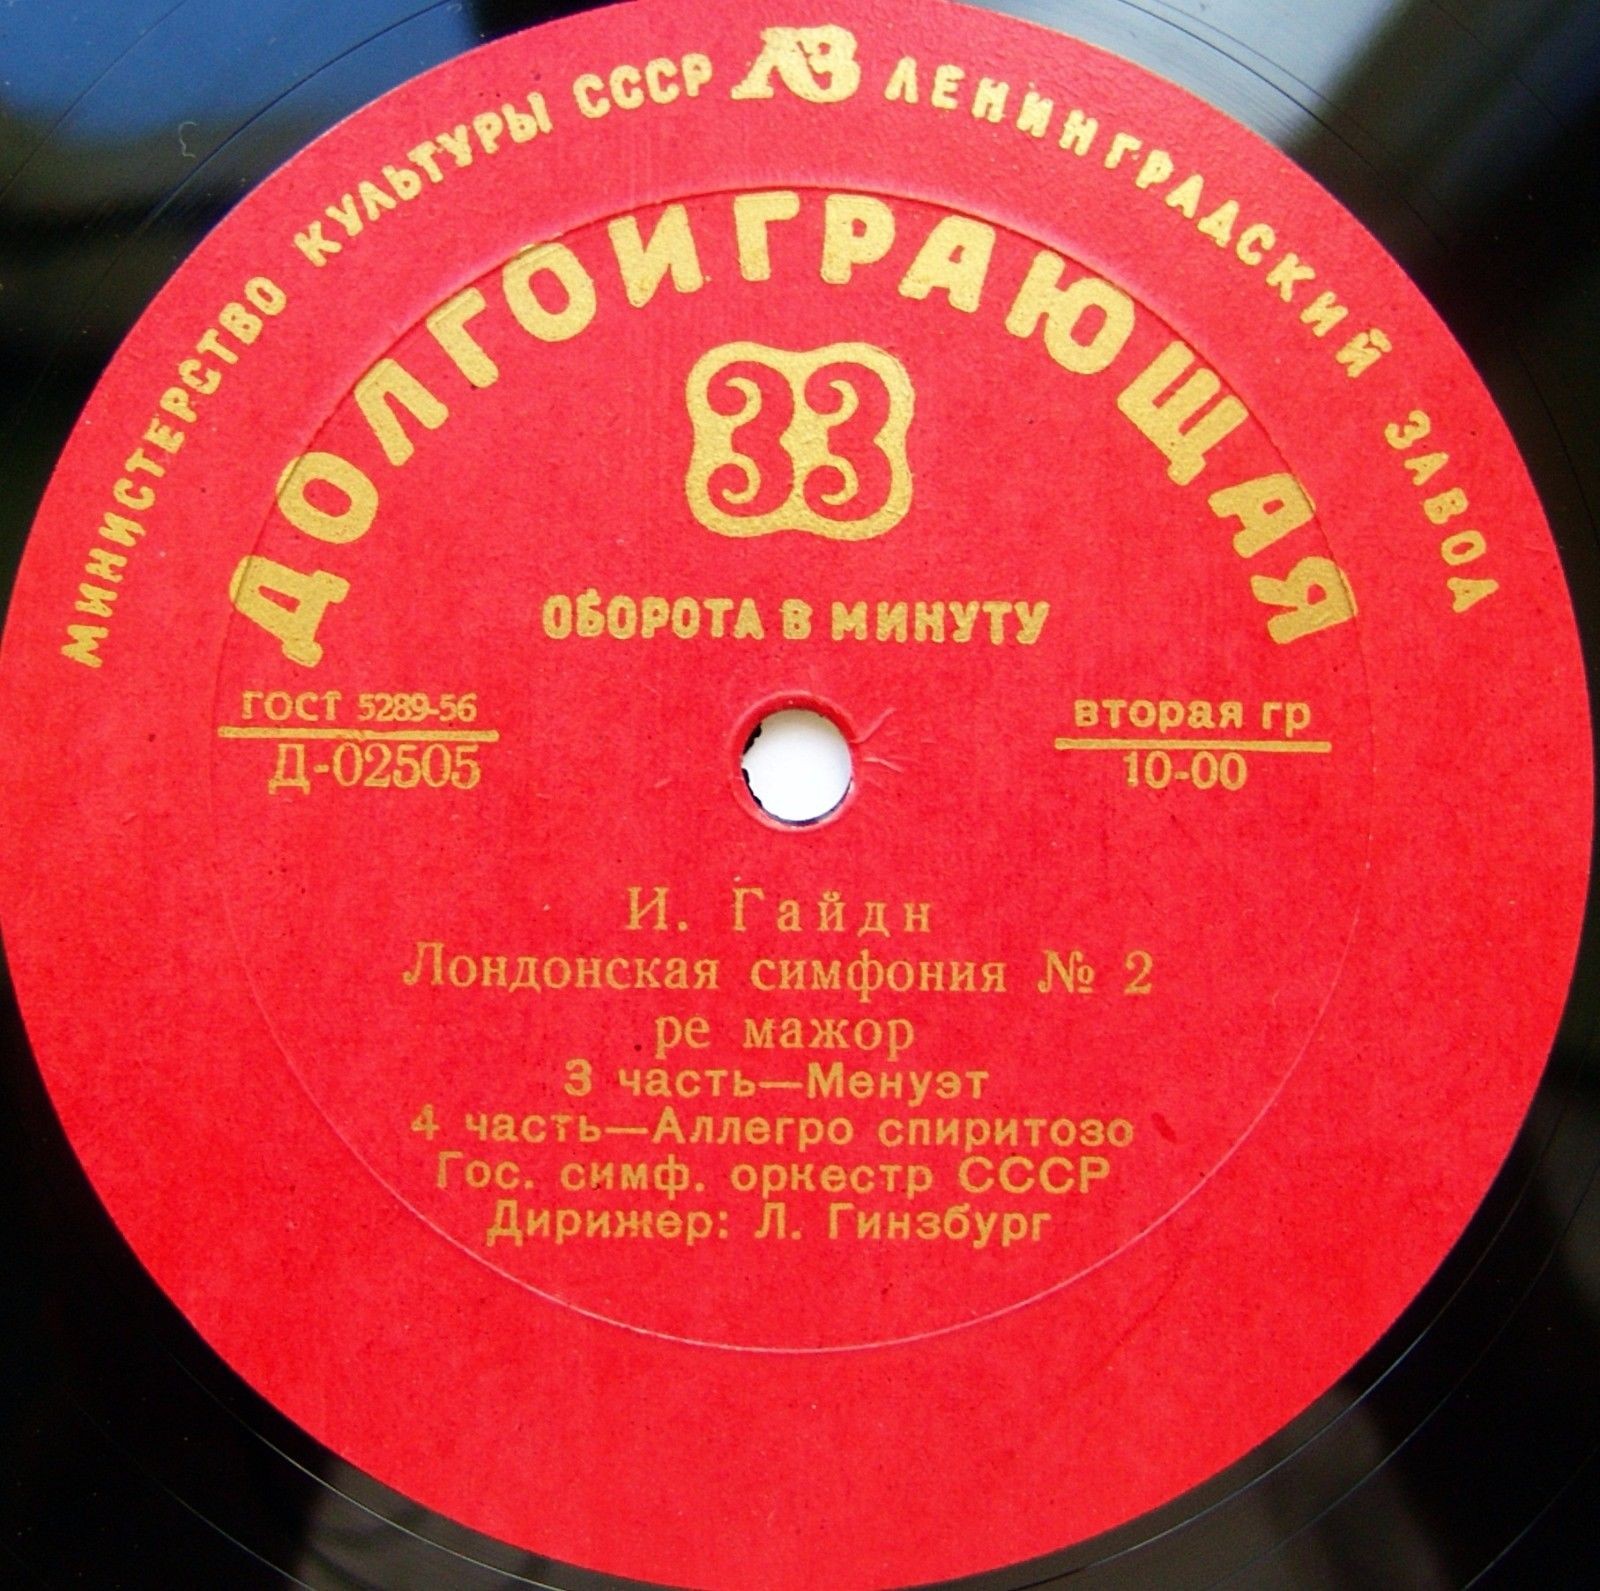 МИНИСТЕРСТВО КУЛЬТУРЫ СССР ЛЗ ЛЕНИНГРАДСКИЙ ЗАВОД
ДОЛГОИГРАЮЩАЯ
33
ОБОРОТА В МИНУТУ
ГОСТ 5289-56
Д-02505
вторая гр
10-00
И. Гайдн
Лондонская симфония № 2
ре мажор
3 часть—Менуэт
4 часть—Аллегро спиритозо
Гос. симф. оркестр СССР
Дирижер: Л. Гинзбург